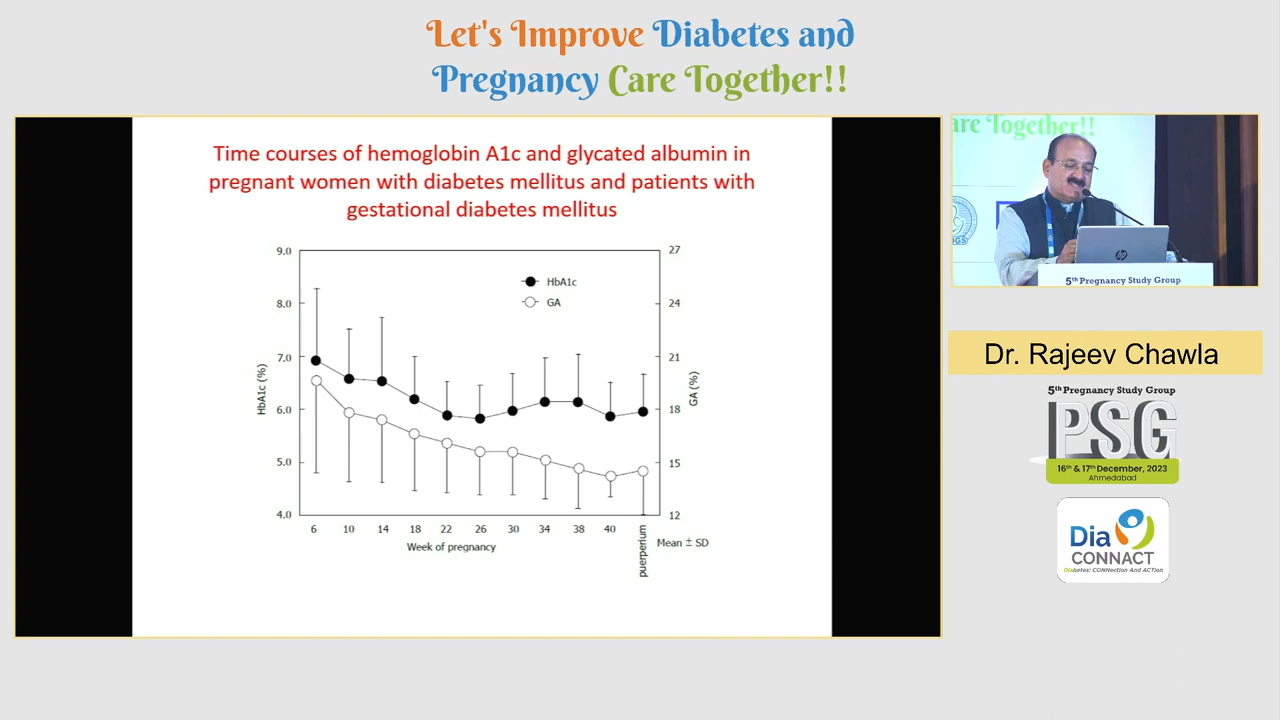 Let's Improve Diabetes and
Pregnancy Care Together!!
Time courses of hemoglobin A1c and glycated albumin in
pregnant women with diabetes mellitus and patients with
gestational diabetes mellitus
9.0
8.0
7.0
6.0
5.0
4.0
HbA1c (%)
HbA1c
GA
27
24
21
18
15
12
GA (%)
6 10 14 18 22 26 30 34 38 40 puerperium
Week of pregnancy
Mean ± SD
are Together!!
hp
5th Pregnancy Study Group
Dr. Rajeev Chawla
5th Pregnancy Study Group
PSG
16th & 17th December, 2023
Ahmedabad
Dia
CONNACT
Diabetes: CONNection And ACTion